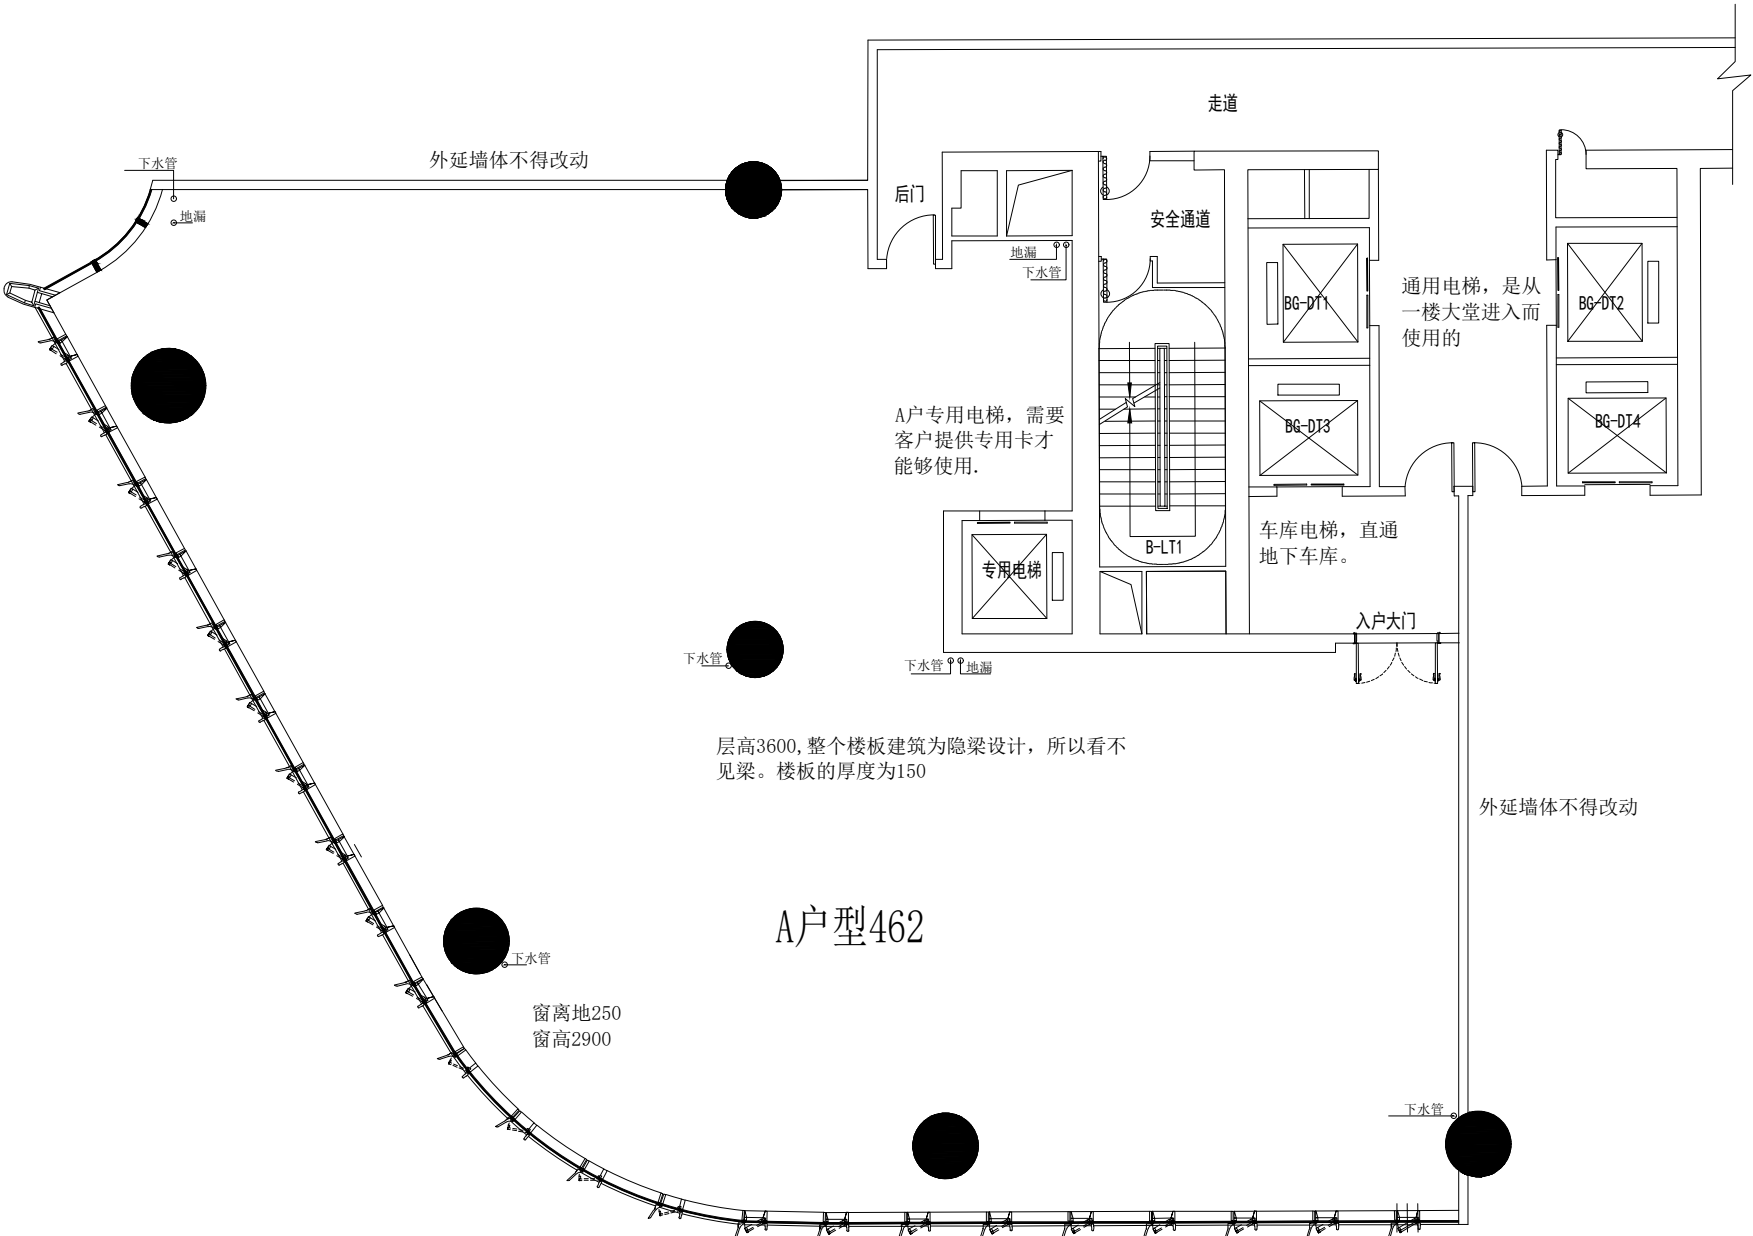 走道
外延墙体不得改动
下水管
地漏
后门
安全通道
地漏
下水管
BG-DT1
通用电梯，是从
一楼大堂进入而
使用的
BG-DT2
A户专用电梯，需要
客户提供专用卡才
能够使用.
BG-DT3
BG-DT4
车库电梯，直通
地下车库。
B-LT1
专用电梯
入户大门
下水管
下水管
地漏
层高3600,整个楼板建筑为隐梁设计，所以看不
见梁。楼板的厚度为150
外延墙体不得改动
A户型462
下水管
窗离地250
窗高2900
下水管